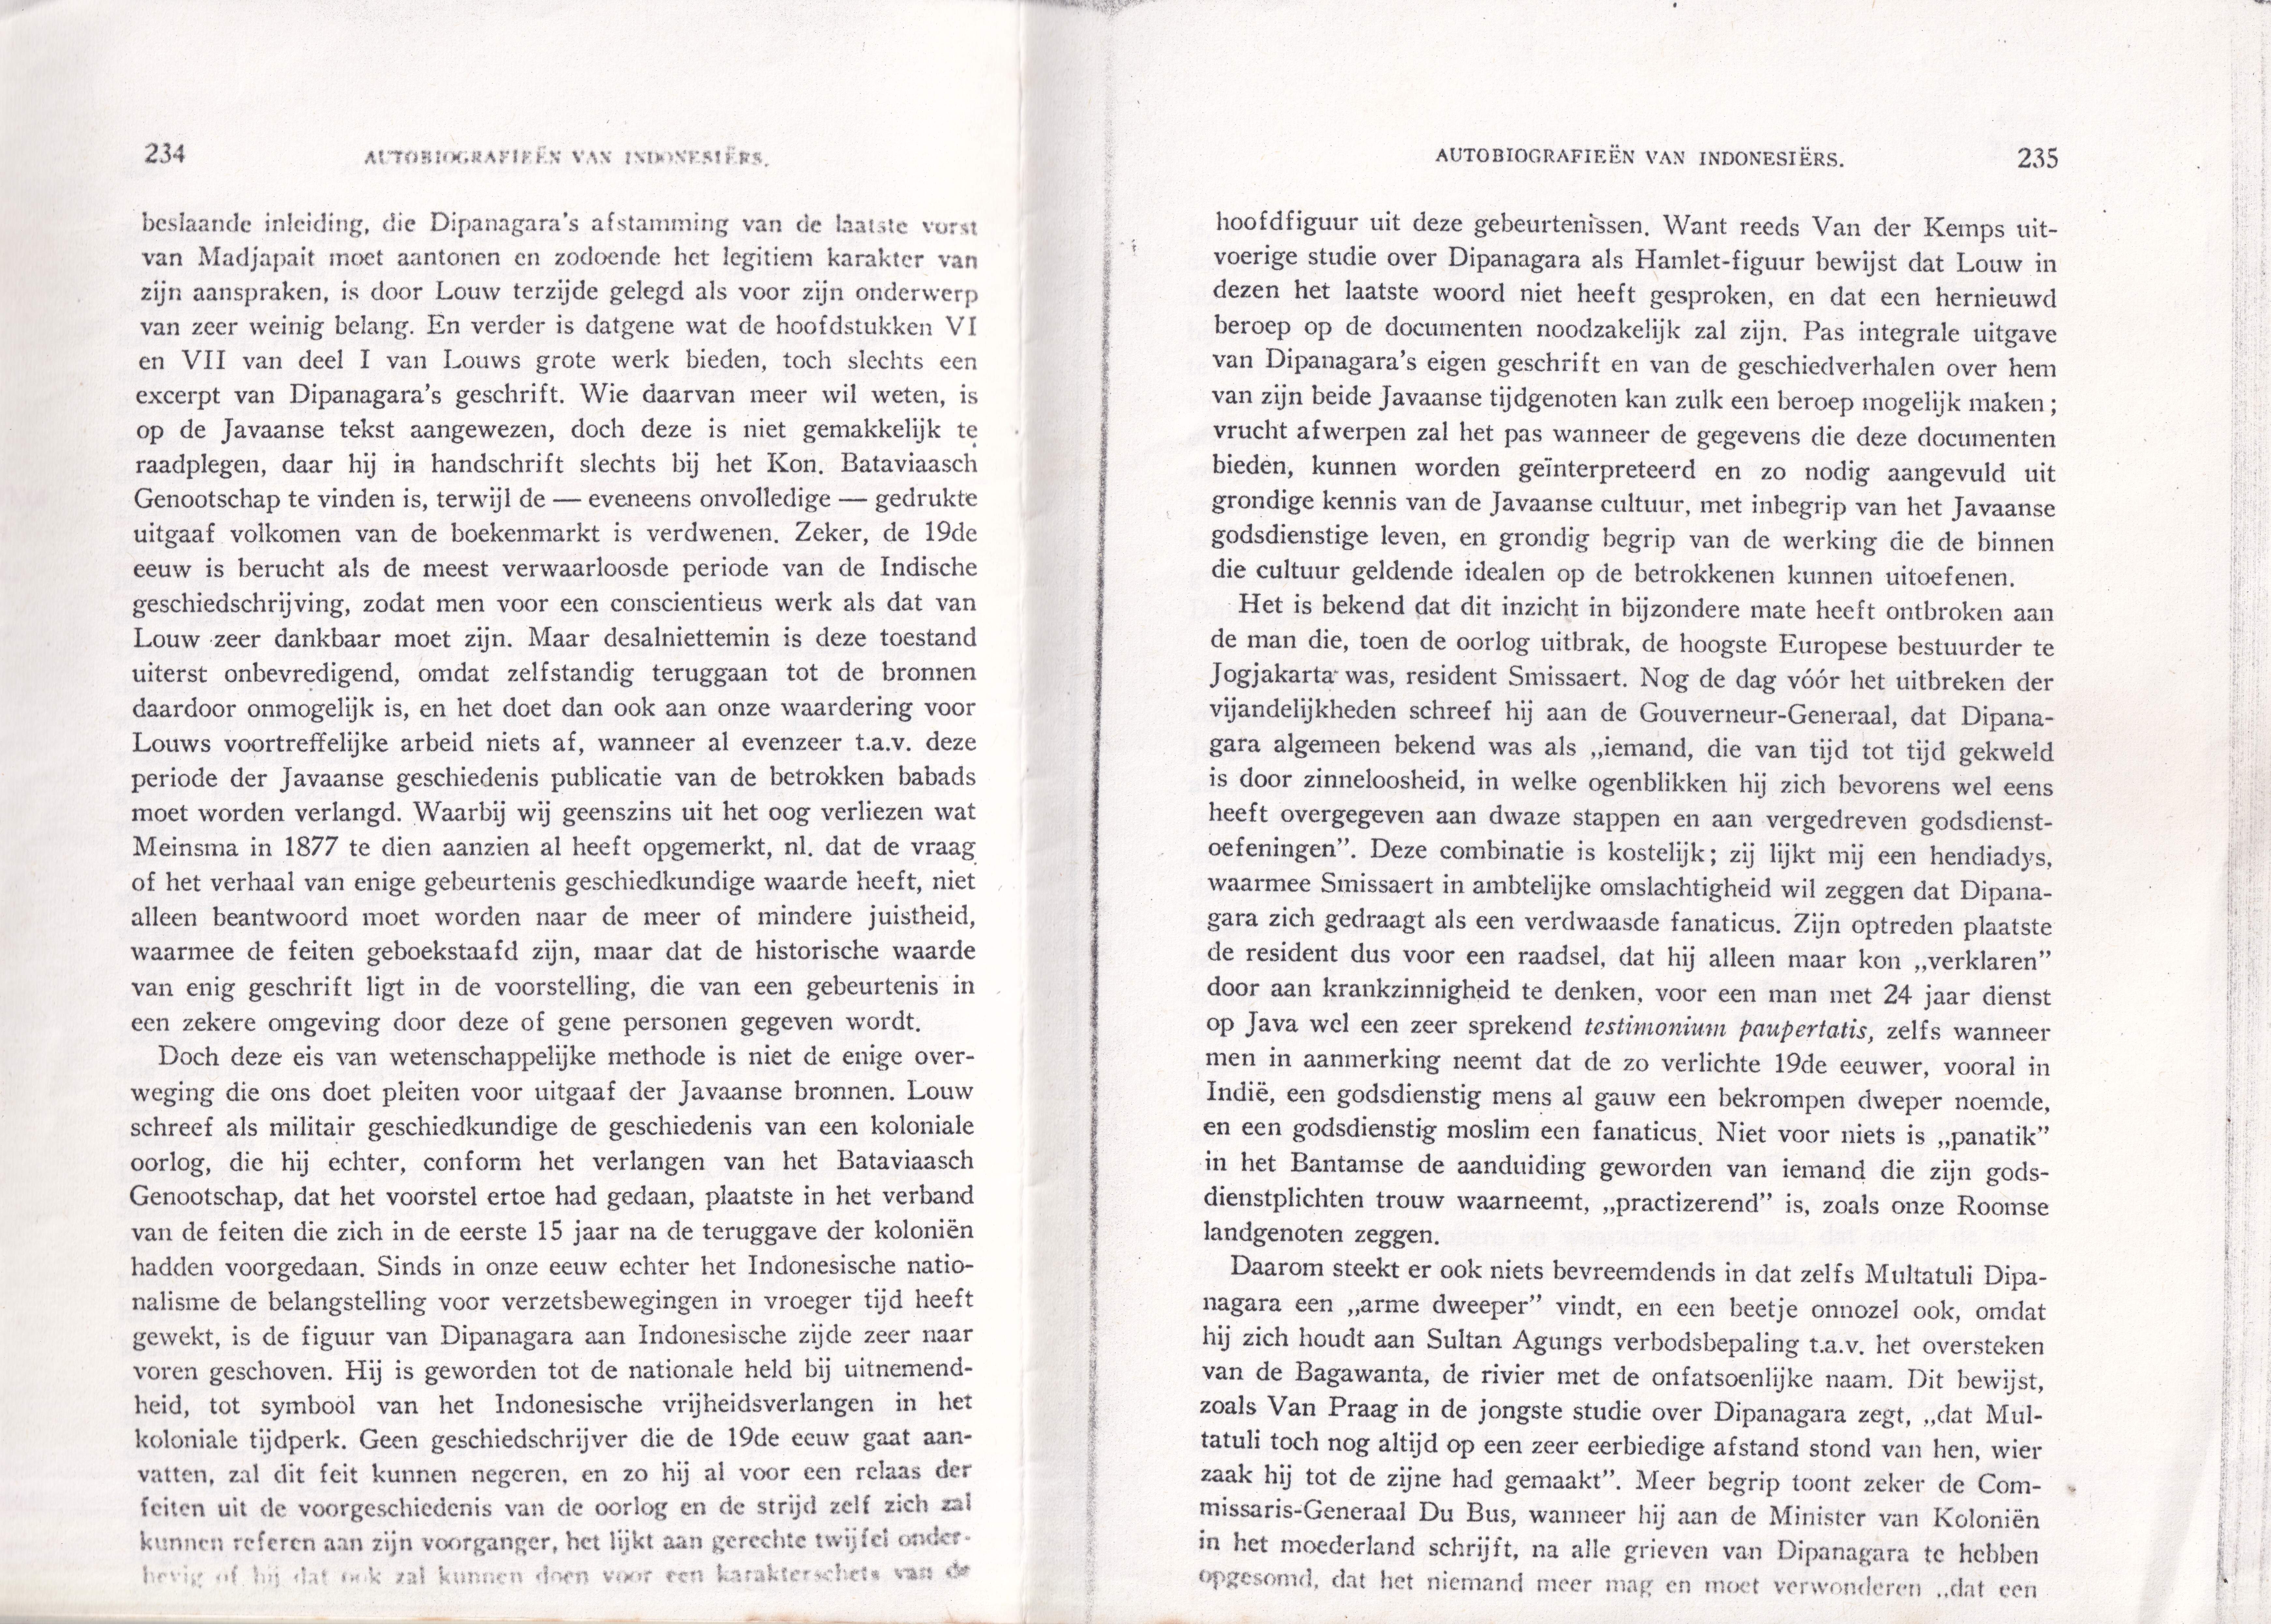 234 AUTOBIOGRAFIEËN VAN INDONESIËRS.
beslaande inleiding, die Dipanagara's afstamming van de laatste vorst
van Madjapait moet aantonen en zodoende het legitiem karakter van
zijn aanspraken, is door Louw terzijde gelegd als voor zijn onderwerp
van zeer weinig belang. En verder is datgene wat de hoofdstukken VI
en VII van deel I van Louws grote werk bieden, toch slechts een
excerpt van Dipanagara's geschrift. Wie daarvan meer wil weten, is
op de Javaanse tekst aangewezen, doch deze is niet gemakkelijk te
raadplegen, daar hij in handschrift slechts bij het Kon. Bataviaasch
Genootschap te vinden is, terwijl de — eveneens onvolledige — gedrukte
uitgaaf volkomen van de boekenmarkt is verdwenen. Zeker, de 19de
eeuw is berucht als de meest verwaarloosde periode van de Indische
geschiedschrijving, zodat men voor een conscientieus werk als dat van
Louw zeer dankbaar moet zijn. Maar desalniettemin is deze toestand
uiterst onbevredigend, omdat zelfstandig teruggaan tot de bronnen
daardoor onmogelijk is, en het doet dan ook aan onze waardering voor
Louws voortreffelijke arbeid niets af, wanneer al evenzeer t.a.v. deze
periode der Javaanse geschiedenis publicatie van de betrokken babads
moet worden verlangd. Waarbij wij geenszins uit het oog verliezen wat
Meinsma in 1877 te dien aanzien al heeft opgemerkt, nl. dat de vraag
of het verhaal van enige gebeurtenis geschiedkundige waarde heeft, niet
alleen beantwoord moet worden naar de meer of mindere juistheid,
waarmee de feiten geboekstaafd zijn, maar dat de historische waarde
van enig geschrift ligt in de voorstelling, die van een gebeurtenis in
een zekere omgeving door deze of gene personen gegeven wordt.
Doch deze eis van wetenschappelijke methode is niet de enige over-
weging die ons doet pleiten voor uitgaaf der Javaanse bronnen. Louw
schreef als militair geschiedkundige de geschiedenis van een koloniale
oorlog, die hij echter, conform het verlangen van het Bataviaasch
Genootschap, dat het voorstel ertoe had gedaan, plaatste in het verband
van de feiten die zich in de eerste 15 jaar na de teruggave der koloniën
hadden voorgedaan. Sinds in onze eeuw echter het Indonesische natio-
nalisme de belangstelling voor verzetsbewegingen in vroeger tijd heeft
gewekt, is de figuur van Dipanagara aan Indonesische zijde zeer naar
voren geschoven. Hij is geworden tot de nationale held bij uitnemend-
heid, tot symbool van het Indonesische vrijheidsverlangen in het
koloniale tijdperk. Geen geschiedschrijver die de 19de eeuw gaat aan-
vatten, zal dit feit kunnen negeren, en zo hij al voor een relaas der
feiten uit de voorgeschiedenis van de oorlog en de strijd zelf zich zal
kunnen referen aan zijn voorganger, het lijkt aan gerechte twijfel onder-
hevig of hij dat ook zal kunnen doen voor een karakterschets van de
AUTOBIOGRAFIEËN VAN INDONESIËRS. 235
hoofdfiguur uit deze gebeurtenissen. Want reeds Van der Kemps uit-
voerige studie over Dipanagara als Hamlet-figuur bewijst dat Louw in
dezen het laatste woord niet heeft gesproken, en dat een hernieuwd
beroep op de documenten noodzakelijk zal zijn. Pas integrale uitgave
van Dipanagara's eigen geschrift en van de geschiedverhalen over hem
van zijn beide Javaanse tijdgenoten kan zulk een beroep mogelijk maken;
vrucht afwerpen zal het pas wanneer de gegevens die deze documenten
bieden, kunnen worden geïnterpreteerd en zo nodig aangevuld uit
grondige kennis van de Javaanse cultuur, met inbegrip van het Javaanse
godsdienstige leven, en grondig begrip van de werking die de binnen
die cultuur geldende idealen op de betrokkenen kunnen uitoefenen.
Het is bekend dat dit inzicht in bijzondere mate heeft ontbroken aan
de man die, toen de oorlog uitbrak, de hoogste Europese bestuurder te
Jogjakarta was, resident Smissaert. Nog de dag vóór het uitbreken der
vijandelijkheden schreef hij aan de Gouverneur-Generaal, dat Dipana-
gara algemeen bekend was als „iemand, die van tijd tot tijd gekweld
is door zinneloosheid, in welke ogenblikken hij zich bevorens wel eens
heeft overgegeven aan dwaze stappen en aan vergedreven godsdienst-
oefeningen”. Deze combinatie is kostelijk; zij lijkt mij een hendiadys,
waarmee Smissaert in ambtelijke omslachtigheid wil zeggen dat Dipana-
gara zich gedraagt als een verdwaasde fanaticus. Zijn optreden plaatste
de resident dus voor een raadsel, dat hij alleen maar kon „verklaren”
door aan krankzinnigheid te denken, voor een man met 24 jaar dienst
op Java wel een zeer sprekend testimonium paupertatis, zelfs wanneer
men in aanmerking neemt dat de zo verlichte 19de eeuwer, vooral in
Indië, een godsdienstig mens al gauw een bekrompen dweper noemde,
en een godsdienstig moslim een fanaticus. Niet voor niets is „panatik”
in het Bantamse de aanduiding geworden van iemand die zijn gods-
dienstplichten trouw waarneemt, „practizerend” is, zoals onze Roomse
landgenoten zeggen.
Daarom steekt er ook niets bevreemdends in dat zelfs Multatuli Dipa-
nagara een „arme dweeper” vindt, en een beetje onnozel ook, omdat
hij zich houdt aan Sultan Agungs verbodsbepaling t.a.v. het oversteken
van de Bagawanta, de rivier met de onfatsoenlijke naam. Dit bewijst,
zoals Van Praag in de jongste studie over Dipanagara zegt, „dat Mul-
tatuli toch nog altijd op een zeer eerbiedige afstand stond van hen, wier
zaak hij tot de zijne had gemaakt”. Meer begrip toont zeker de Com-
missaris-Generaal Du Bus, wanneer hij aan de Minister van Koloniën
in het moederland schrijft, na alle grieven van Dipanagara te hebben
opgesomd, dat het niemand meer mag en moet verwonderen „dat een